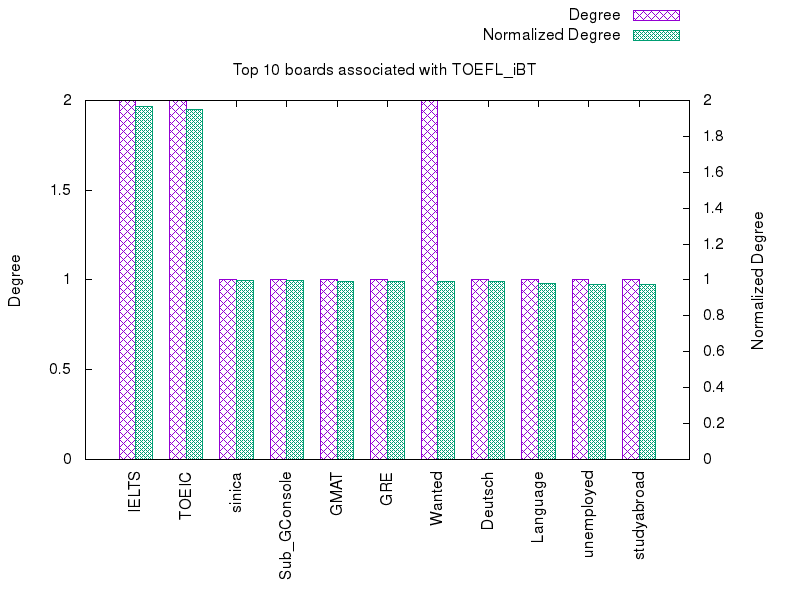 Degree
Normalized Degree
Top 10 boards associated with TOEFL_iBT
2
1.5
1
0.5
0
Degree
2
1.8
1.6
1.4
1.2
1
0.8
0.6
0.4
0.2
0
Normalized Degree
IELTS
TOEIC
sinica
Sub_GConsole
GMAT
GRE
Wanted
Deutsch
Language
unemployed
studyabroad